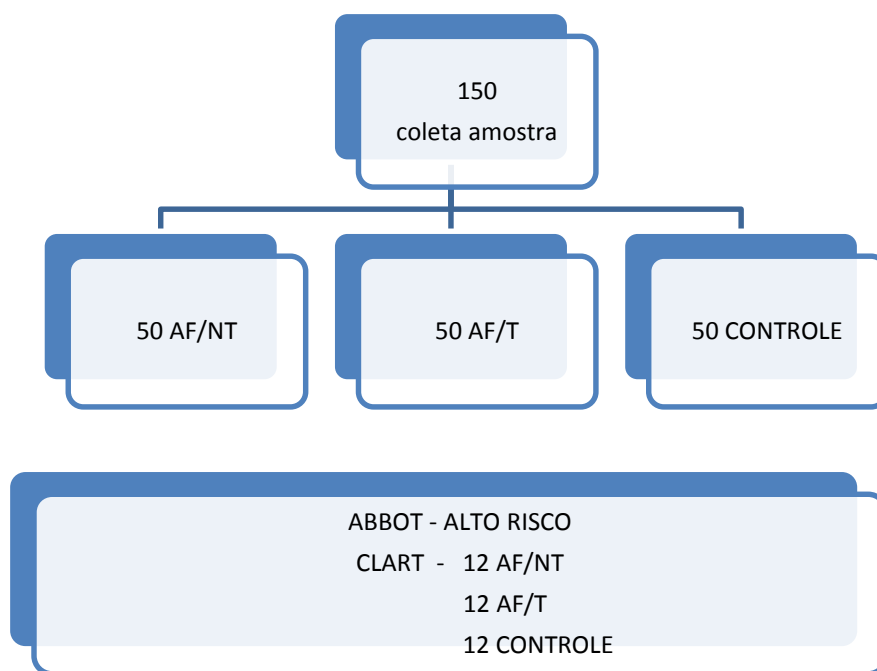 150
coleta amostra
50 AF/NT
50 AF/T
50 CONTROLE
ABBOT - ALTO RISCO
CLART - 12 AF/NT
12 AF/T
12 CONTROLE